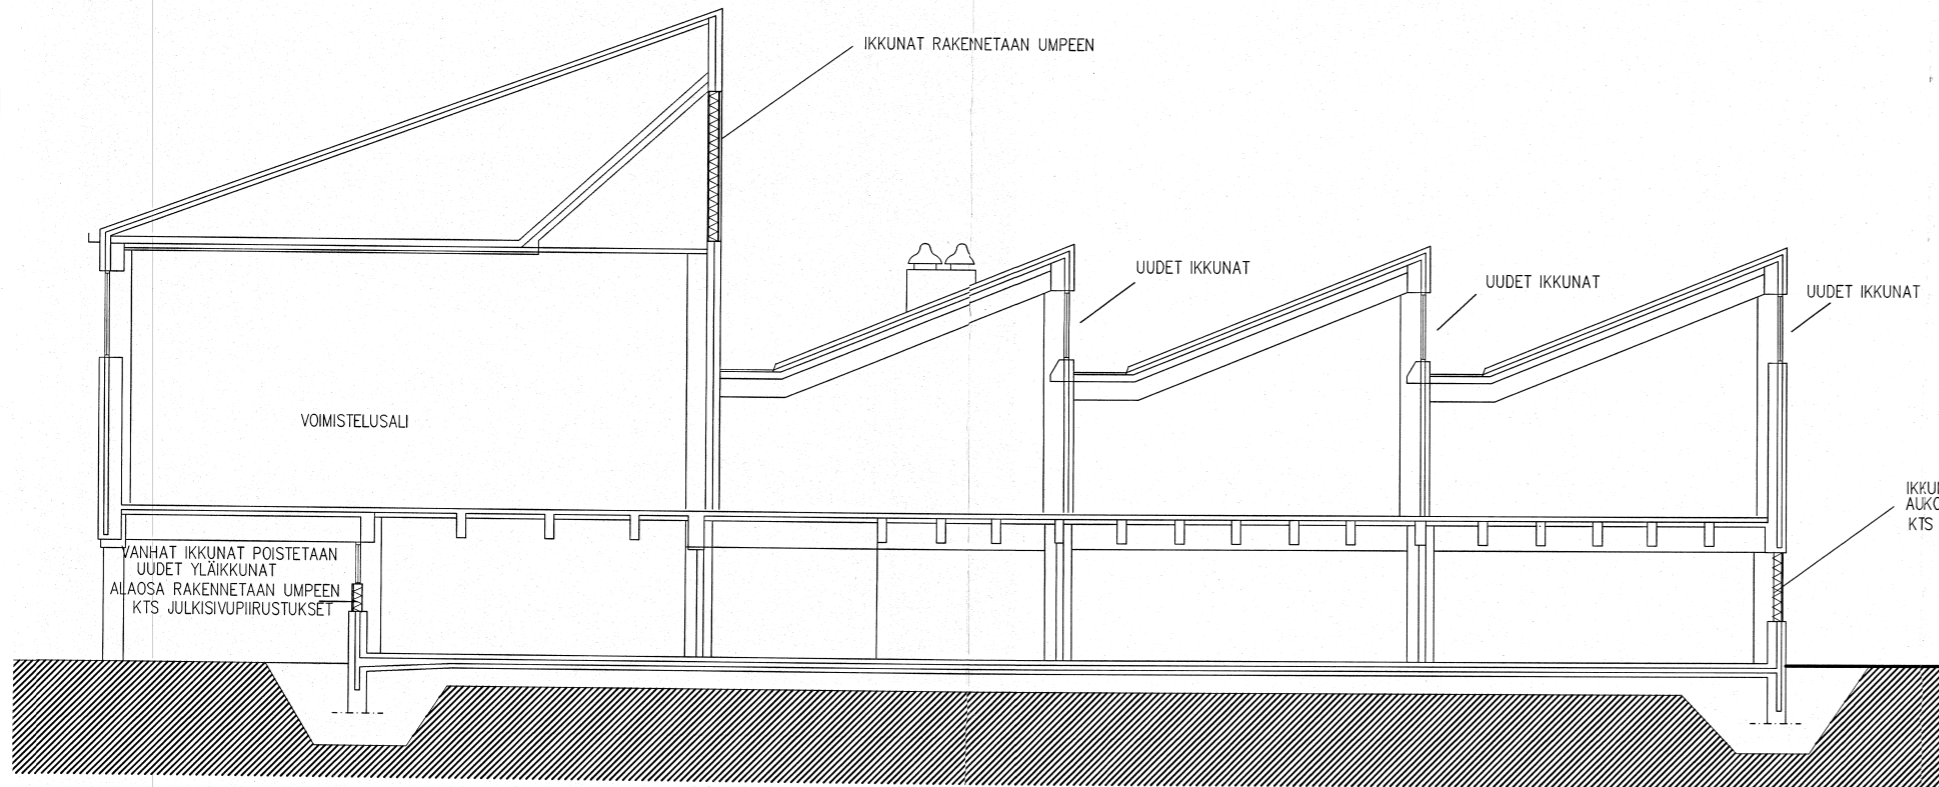 IKKUNAT RAKENNETAAN UMPEEN
UUDET IKKUNAT
UUDET IKKUNAT
UUDET IKKUNAT
VOIMISTELUSALI
KTS
VANHAT IKKUNAT POISTETAAN
UUDET YLÄIKKUNAT
ALAOSA RAKENNETAAN UMPEEN
KTS JULKISIVUPIIRUSTUKSET